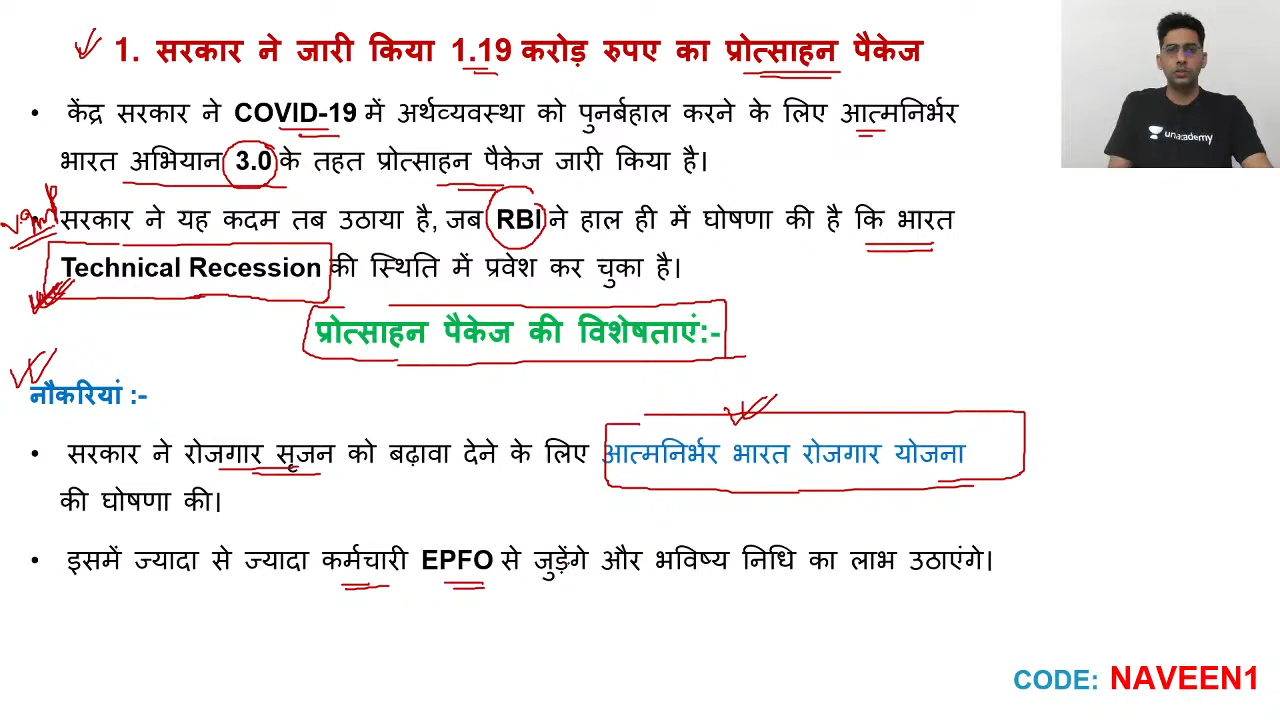 1. सरकार ने जारी किया 1.19 करोड़ रुपए का प्रोत्साहन पैकेज
unacademy
• केंद्र सरकार ने COVID-19 में अर्थव्यवस्था को पुनर्बहाल करने के लिए आत्मनिर्भर
भारत अभियान 3.0 के तहत प्रोत्साहन पैकेज जारी किया है।
• सरकार ने यह कदम तब उठाया है, जब RBI ने हाल ही में घोषणा की है कि भारत
Technical Recession की स्थिति में प्रवेश कर चुका है।
प्रोत्साहन पैकेज की विशेषताएं:-
नौकरियां :-
• सरकार ने रोजगार सृजन को बढ़ावा देने के लिए आत्मनिर्भर भारत रोजगार योजना
की घोषणा की।
• इसमें ज्यादा से ज्यादा कर्मचारी EPFO से जुड़ेंगे और भविष्य निधि का लाभ उठाएंगे।
CODE: NAVEEN1